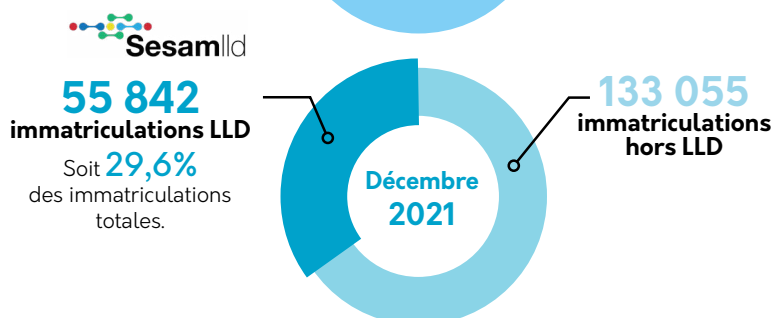 Sesamlld
55 842
immatriculations LLD
Soit 29,6%
des immatriculations
totales.
Décembre
2021
133 055
immatriculations
hors LLD